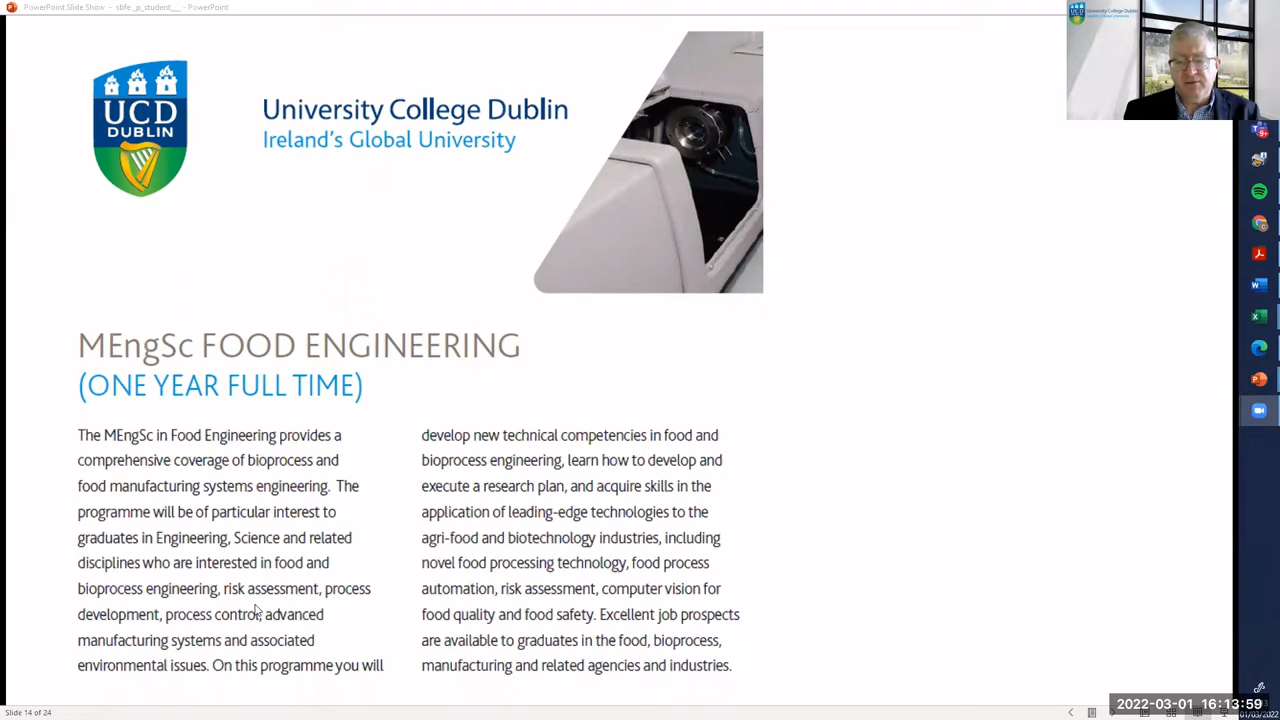 PowerPoint Slide Show - sbfe _p_student___ - PowerPoint
University College Dublin
UCD
DUBLIN
University College Dublin
Ireland's Global University
MEngSc FOOD ENGINEERING
(ONE YEAR FULL TIME)
The MEngSc in Food Engineering provides a
comprehensive coverage of bioprocess and
food manufacturing systems engineering. The
programme will be of particular interest to
graduates in Engineering, Science and related
disciplines who are interested in food and
bioprocess engineering, risk assessment, process
development, process control, advanced
manufacturing systems and associated
environmental issues. On this programme you will
develop new technical competencies in food and
bioprocess engineering, learn how to develop and
execute a research plan, and acquire skills in the
application of leading-edge technologies to the
agri-food and biotechnology industries, including
novel food processing technology, food process
automation, risk assessment, computer vision for
food quality and food safety. Excellent job prospects
are available to graduates in the food, bioprocess,
manufacturing and related agencies and industries.
Slide 14 of 24
2022-03-01 16:13:59
01/03/2022